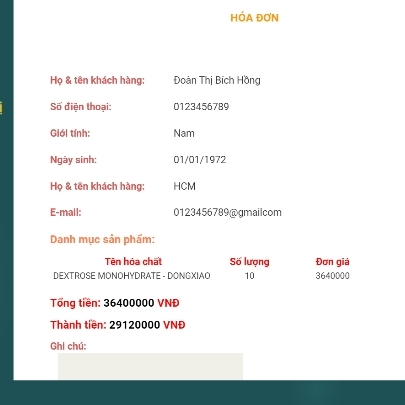 HÓA ĐƠN
Họ & tên khách hàng: Đoàn Thị Bích Hồng
Số điện thoại: 0123456789
Giới tính: Nam
Ngày sinh: 01/01/1972
Họ & tên khách hàng: HCM
E-mail: 0123456789@gmailcom
Danh mục sản phẩm:
Tên hóa chất Số lượng Đơn giá
DEXTROSE MONOHYDRATE - DONGXIAO 10 3640000
Tổng tiền: 36400000 VNĐ
Thành tiền: 29120000 VNĐ
Ghi chú: